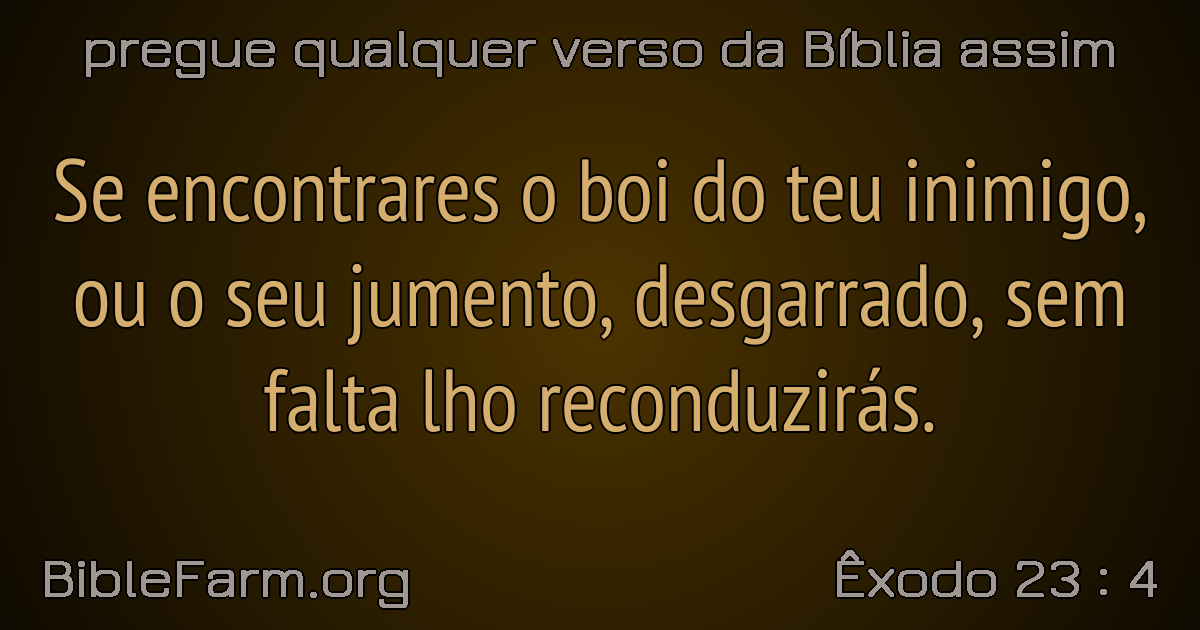 pregue qualquer verso da Bíblia assim
Se encontrares o boi do teu inimigo,
ou o seu jumento, desgarrado, sem
falta lho reconduzirás.
BibleFarm.org
Êxodo 23 : 4